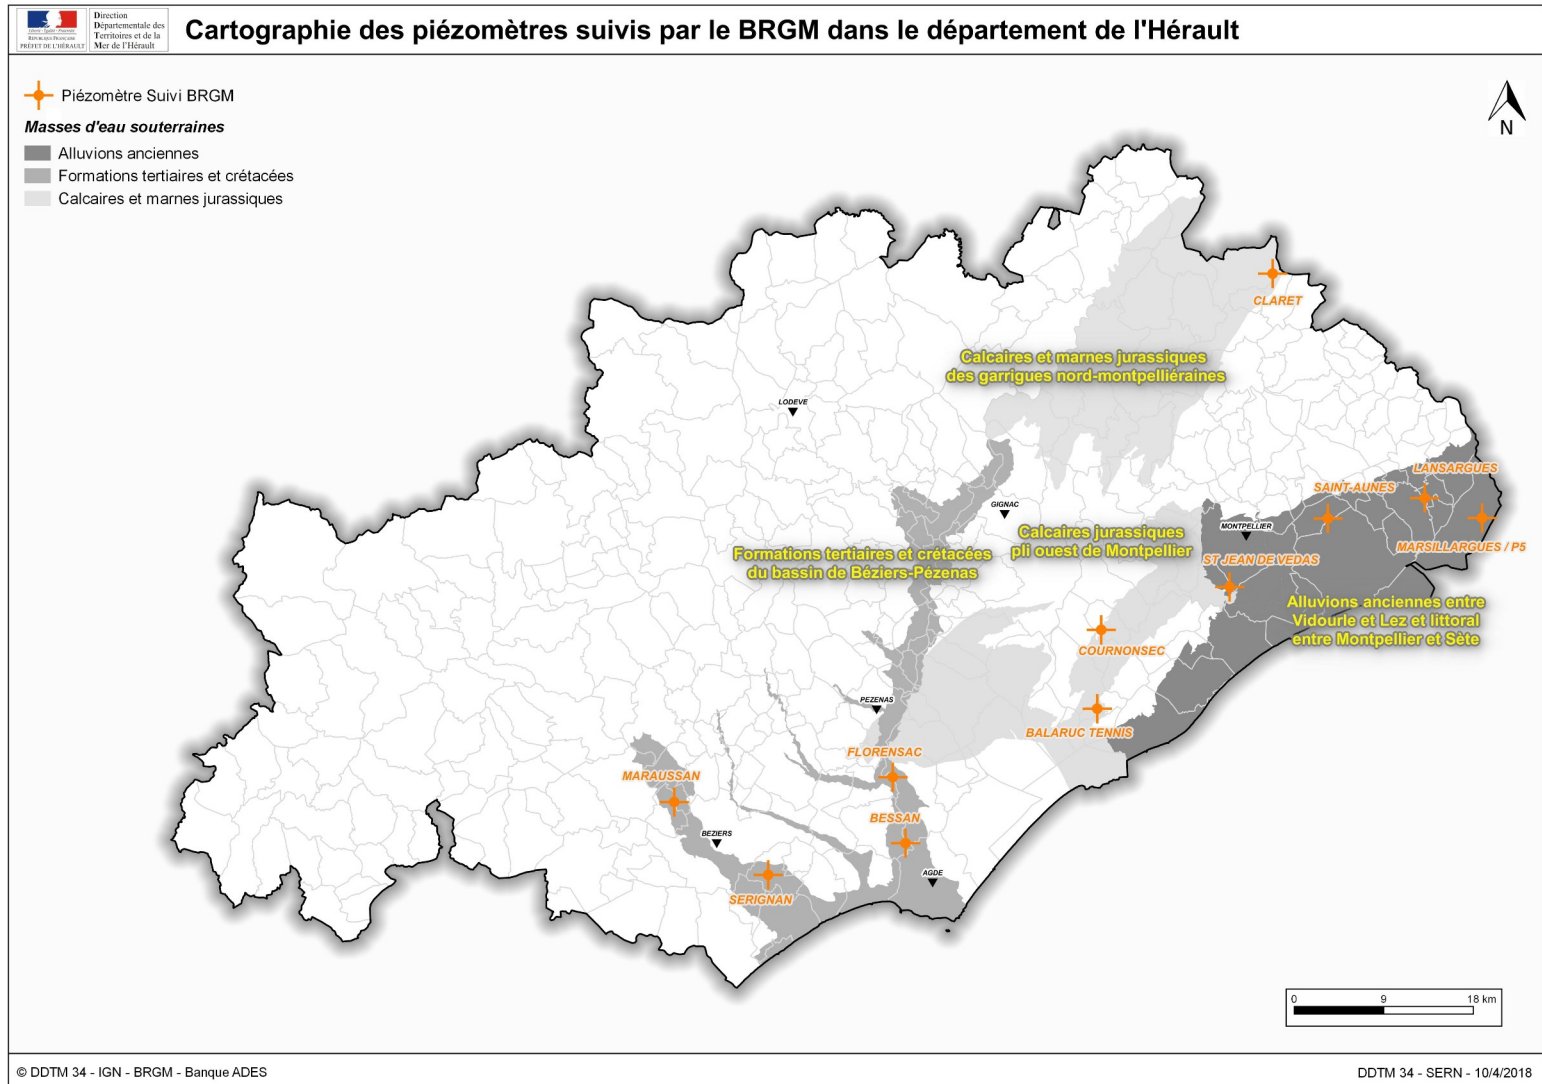 Liberté • Égalité • Fraternité
RÉPUBLIQUE FRANÇAISE
PRÉFET DE L'HÉRAULT
Direction
Départementale des
Territoires et de la
Mer de l'Hérault
Cartographie des piézomètres suivis par le BRGM dans le département de l'Hérault
Piézomètre Suivi BRGM
Masses d'eau souterraines
Alluvions anciennes
Formations tertiaires et crétacées
Calcaires et marnes jurassiques
N
CLARET
Calcaires et marnes jurassiques
des garrigues nord-montpelliéraines
LODEVE
LANSARGUES
SAINT-AUNES
GIGNAC
MONTPELLIER
Calcaires jurassiques
pli ouest de Montpellier
MARSILLARGUES / P5
Formations tertiaires et crétacées
du bassin de Béziers-Pézenas
ST JEAN DE VEDAS
Alluvions anciennes entre
Vidourle et Lez et littoral
entre Montpellier et Sète
COURNONSEC
PEZENAS
BALARUC TENNIS
FLORENSAC
MARAUSSAN
BESSAN
BEZIERS
AGDE
SERIGNAN
0 9 18 km
© DDTM 34 - IGN - BRGM - Banque ADES
DDTM 34 - SERN - 10/4/2018